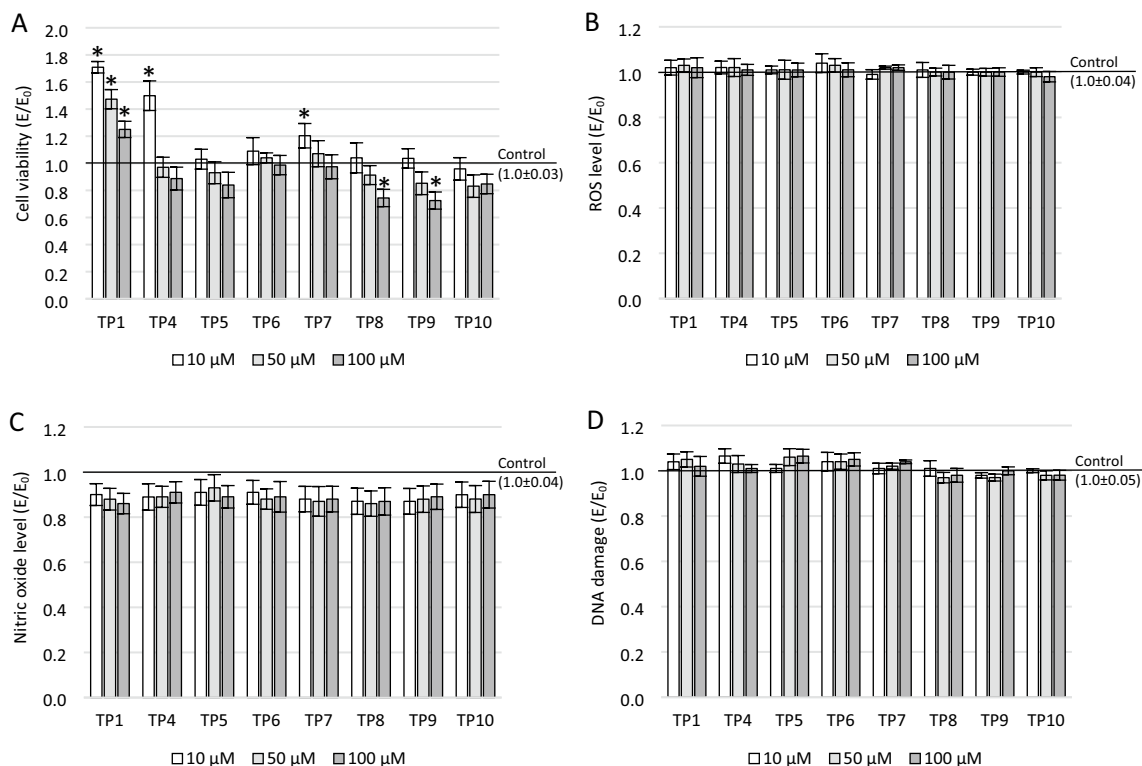 A
Cell viability (E/E₀)
2.0
1.8
1.6
1.4
1.2
1.0
0.8
0.6
0.4
0.2
0.0
* * * * * * *
Control
(1.0±0.03)
TP1 TP4 TP5 TP6 TP7 TP8 TP9 TP10
10 µM 50 µM 100 µM
B
ROS level (E/E₀)
1.2
1.0
0.8
0.6
0.4
0.2
0.0
Control
(1.0±0.04)
TP1 TP4 TP5 TP6 TP7 TP8 TP9 TP10
10 µM 50 µM 100 µM
C
Nitric oxide level (E/E₀)
1.2
1.0
0.8
0.6
0.4
0.2
0.0
Control
(1.0±0.04)
TP1 TP4 TP5 TP6 TP7 TP8 TP9 TP10
10 µM 50 µM 100 µM
D
DNA damage (E/E₀)
1.2
1.0
0.8
0.6
0.4
0.2
0.0
Control
(1.0±0.05)
TP1 TP4 TP5 TP6 TP7 TP8 TP9 TP10
10 µM 50 µM 100 µM